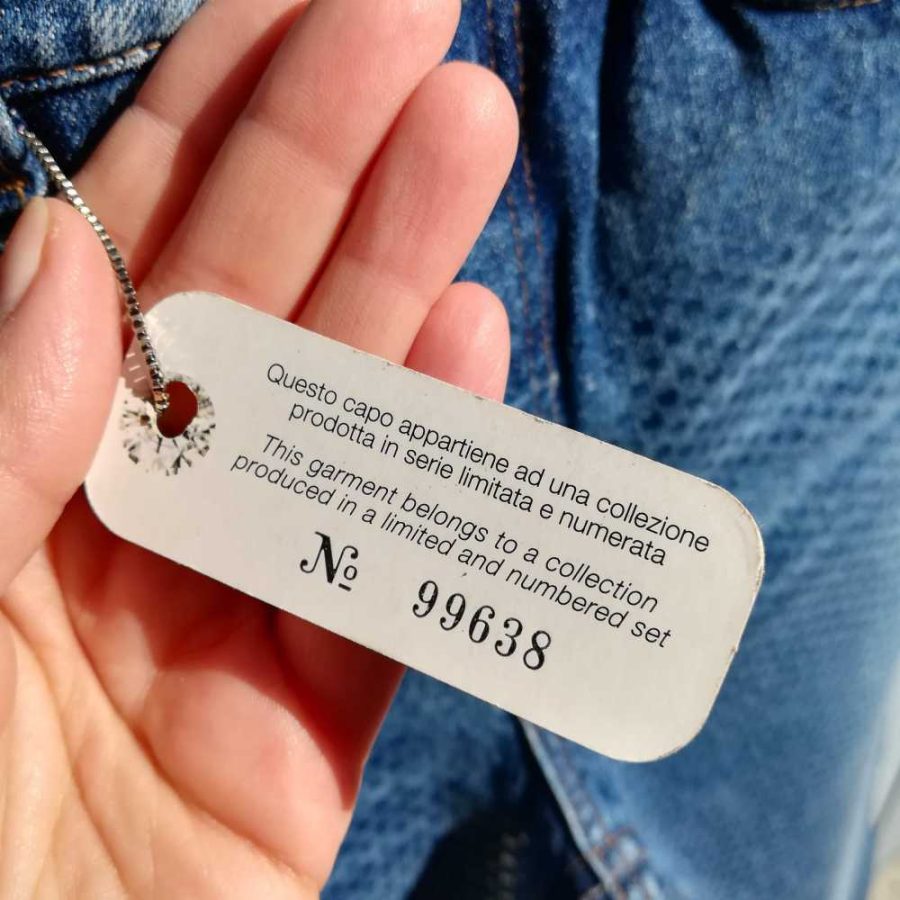 Questo capo appartiene ad una collezione
prodotta in serie limitata e numerata
This garment belongs to a collection
produced in a limited and numbered set
№ 99638